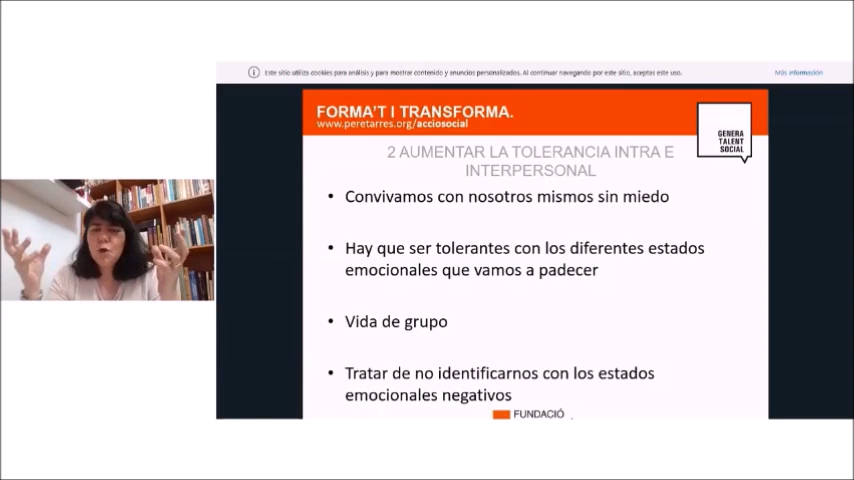 Este sitio utiliza cookies para análisis y para mostrar contenido y anuncios personalizados. Al continuar navegando por este sitio, aceptas este uso.
Más información
FORMA'T I TRANSFORMA.
www.peretarres.org/acciosocial
GENERA
TALENT
SOCIAL
2 AUMENTAR LA TOLERANCIA INTRA E
INTERPERSONAL
• Convivamos con nosotros mismos sin miedo
• Hay que ser tolerantes con los diferentes estados
emocionales que vamos a padecer
• Vida de grupo
• Tratar de no identificarnos con los estados
emocionales negativos
FUNDACIÓ